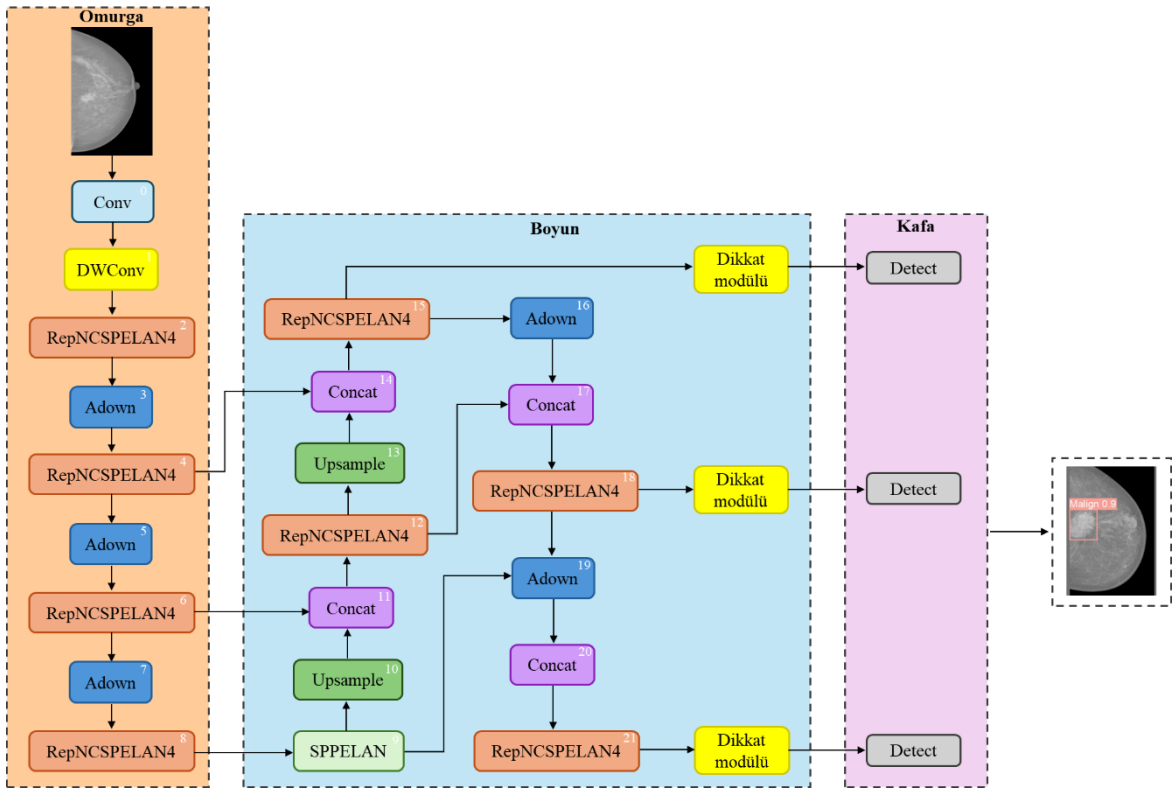 Omurga
Conv 0
DWConv 1
RepNCSPELAN4 2
Adown 3
RepNCSPELAN4 4
Adown 5
RepNCSPELAN4 6
Adown 7
RepNCSPELAN4 8
Boyun
RepNCSPELAN4 15
Concat 14
Upsample 13
RepNCSPELAN4 12
Concat 11
Upsample 10
SPPELAN 9
Adown 16
Concat 17
RepNCSPELAN4 18
Adown 19
Concat 20
RepNCSPELAN4 21
Dikkat
modülü
Dikkat
modülü
Dikkat
modülü
Kafa
Detect
Detect
Detect
Malign 0.9